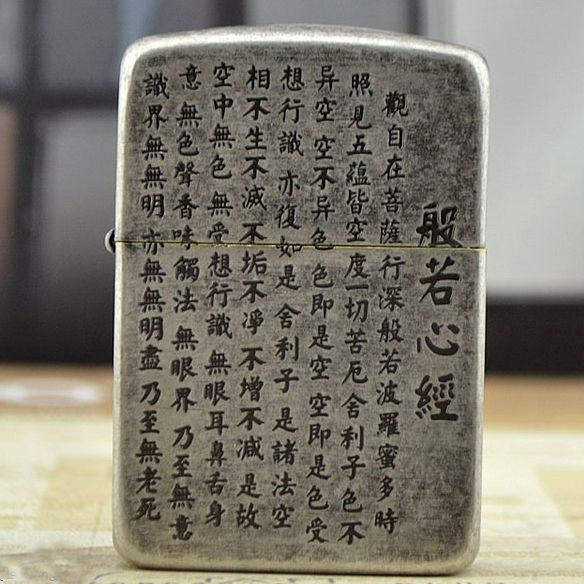 般若心經
觀自在菩薩行深般若波羅蜜多時
照見五蘊皆空度一切苦厄舍利子色不
异空空不异色色即是空空即是色受
想行識亦復如是舍利子是諸法空
相不生不滅不垢不凈不增不減是故
空中無色無受想行識無眼耳鼻舌身
意無色聲香味觸法無眼界乃至無意
識界無無明亦無無明盡乃至無老死